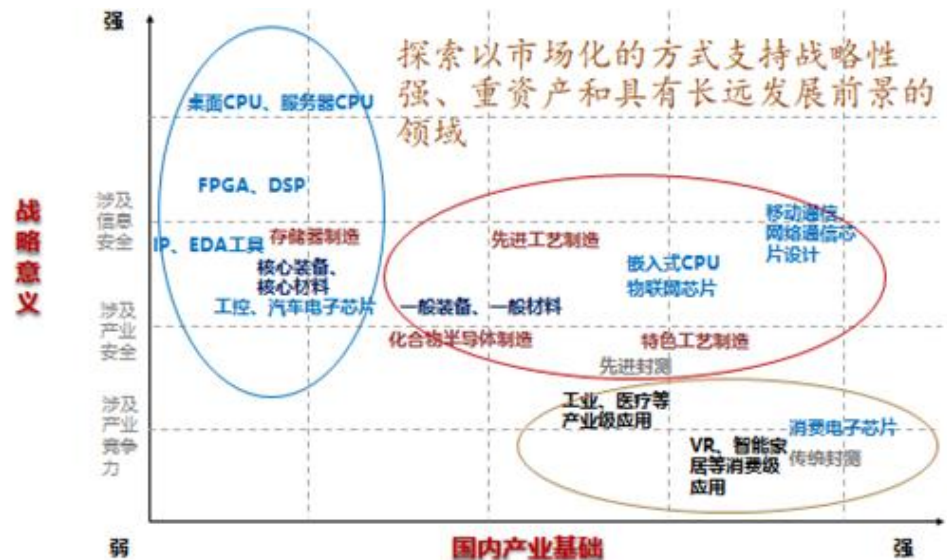 强
探索以市场化的方式支持战略性
强、重资产和具有长远发展前景的
领域
桌面CPU、服务器CPU
FPGA、DSP
战略意义
涉及
信息
安全
IP、EDA工具
存储器制造
核心装备、
核心材料
工控、汽车电子芯片
先进工艺制造
移动通信
网络通信芯
片设计
嵌入式CPU
物联网芯片
一般装备、一般材料
涉及
产业
安全
化合物半导体制造
特色工艺制造
先进封测
涉及
产业
竞争
力
工业、医疗等
产业级应用
消费电子芯片
VR、智能家
居等消费级
应用
传统封测
弱
国内产业基础
强